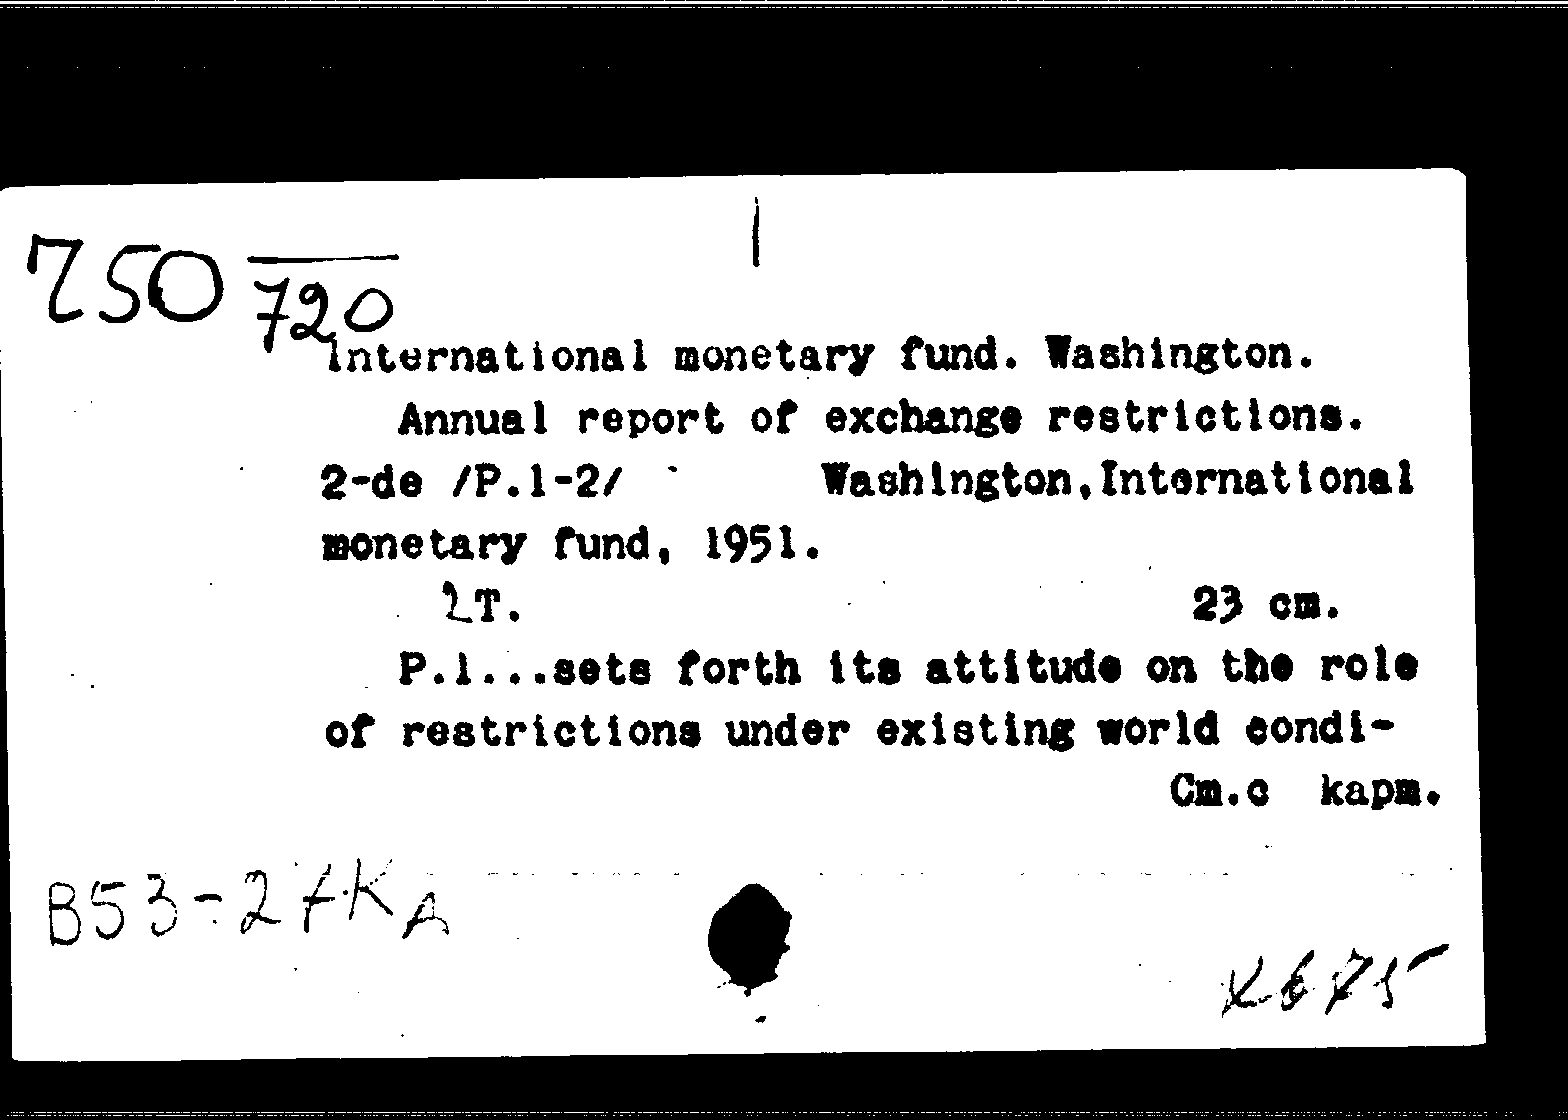 750 720
International monetary fund. Washington.
Annual report of exchange restrictions.
2-de /P.1-2/ Washington,International
monetary fund, 1951.
2T. 23 cm.
P.1...sets forth its attitude on the role
of restrictions under existing world condi-
См.с карт.
B53-27KA